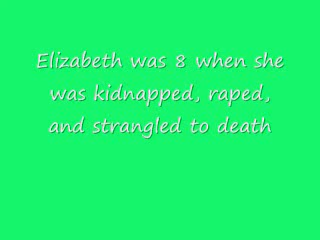 Elizabeth was 8 when she
was kidnapped, raped,
and strangled to death